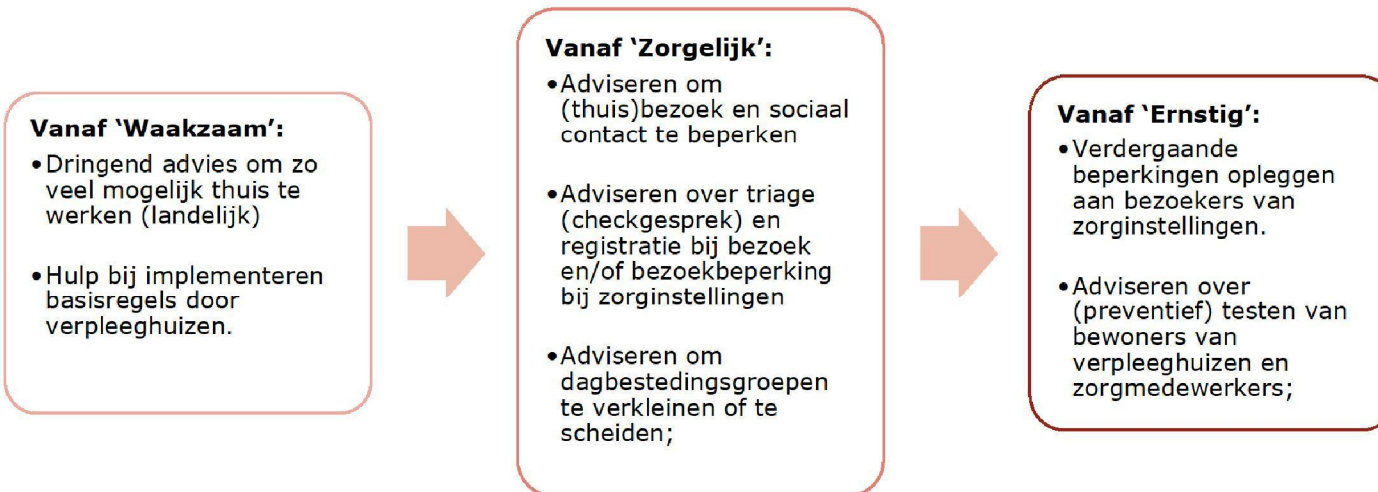 Vanaf ‘Waakzaam’:
•Dringend advies om zo
veel mogelijk thuis te
werken (landelijk)
•Hulp bij implementeren
basisregels door
verpleeghuizen.
Vanaf ‘Zorgelijk’:
•Adviseren om
(thuis)bezoek en sociaal
contact te beperken
•Adviseren over triage
(checkgesprek) en
registratie bij bezoek
en/of bezoekbeperking
bij zorginstellingen
•Adviseren om
dagbestedingsgroepen
te verkleinen of te
scheiden;
Vanaf ‘Ernstig’:
•Verdergaande
beperkingen opleggen
aan bezoekers van
zorginstellingen.
•Adviseren over
(preventief) testen van
bewoners van
verpleeghuizen en
zorgmedewerkers;